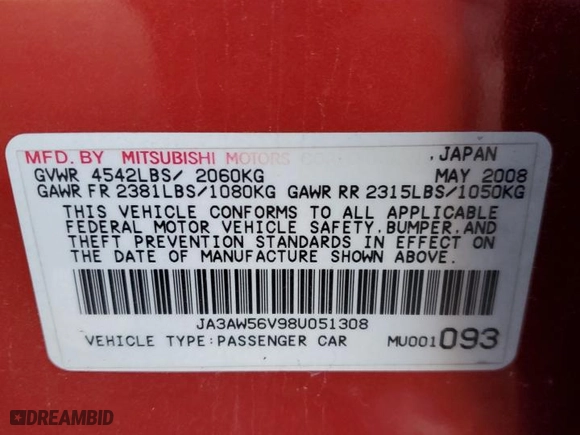 MFD. BY MITSUBISHI MOTORS , JAPAN
GVWR 4542LBS/ 2060KG MAY 2008
GAWR FR 2381LBS/1080KG GAWR RR 2315LBS/1050KG
THIS VEHICLE CONFORMS TO ALL APPLICABLE
FEDERAL MOTOR VEHICLE SAFETY,BUMPER,AND
THEFT PREVENTION STANDARDS IN EFFECT ON
THE DATE OF MANUFACTURE SHOWN ABOVE.
JA3AW56V98U051308
VEHICLE TYPE:PASSENGER CAR MU001 093
DREAMBID